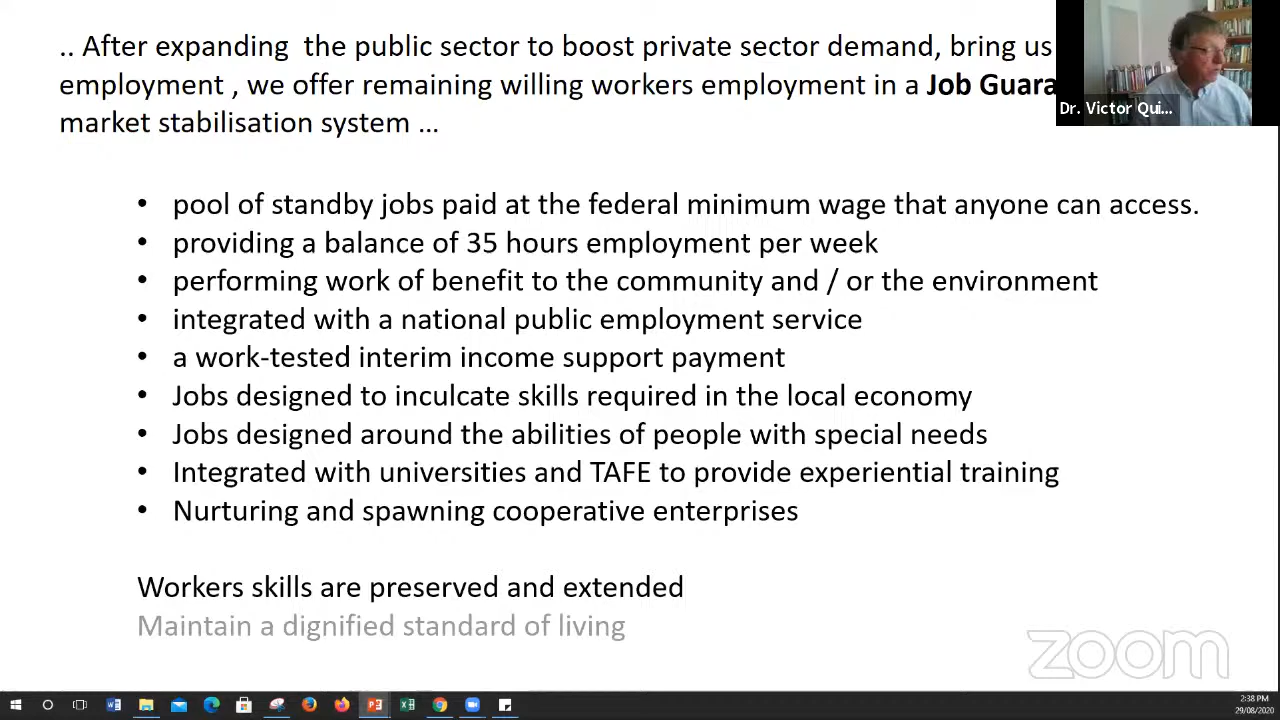 .. After expanding  the public sector to boost private sector demand, bring us
employment , we offer remaining willing workers employment in a Job Guara
market stabilisation system ...
Dr. Victor Qui...
• pool of standby jobs paid at the federal minimum wage that anyone can access.
• providing a balance of 35 hours employment per week
• performing work of benefit to the community and / or the environment
• integrated with a national public employment service
• a work-tested interim income support payment
• Jobs designed to inculcate skills required in the local economy
• Jobs designed around the abilities of people with special needs
• Integrated with universities and TAFE to provide experiential training
• Nurturing and spawning cooperative enterprises
Workers skills are preserved and extended
Maintain a dignified standard of living
zoom
2:38 PM
29/08/2020